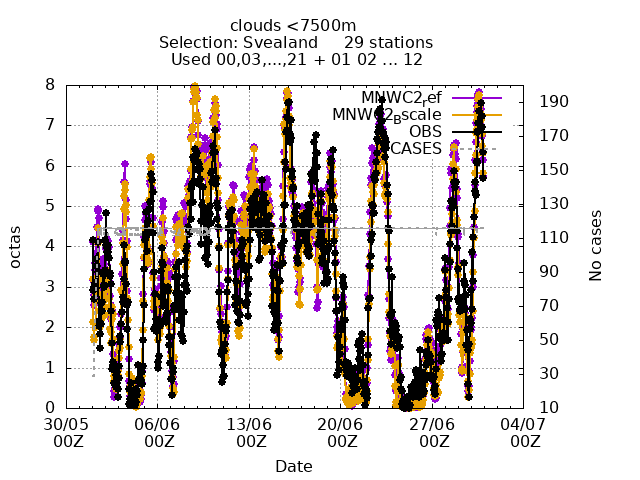 clouds <7500m
Selection: Svealand 29 stations
Used 00,03,...,21 + 01 02 ... 12
MNWC2ref
MNWC2Bscale
OBS
CASES
8
7
6
5
4
3
2
1
0
octas
190
170
150
130
110
90
70
50
30
10
No cases
30/05 06/06 13/06 20/06 27/06 04/07
00Z 00Z 00Z 00Z 00Z 00Z
Date